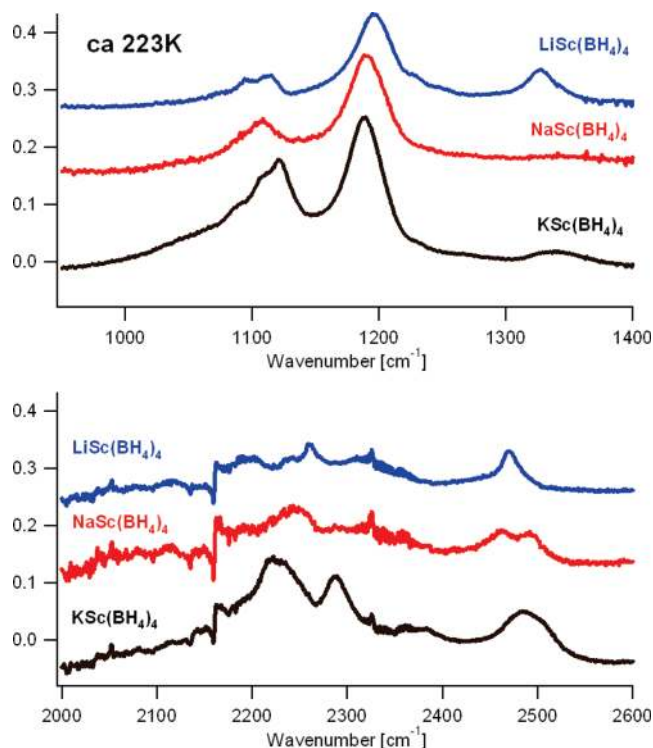 0.4
ca 223K
LiSc(BH₄)₄
0.3
NaSc(BH₄)₄
0.2
0.1
KSc(BH₄)₄
0.0
1000 1100 1200 1300 1400
Wavenumber [cm⁻¹]
0.4
LiSc(BH₄)₄
0.3
NaSc(BH₄)₄
0.2
0.1
KSc(BH₄)₄
0.0
2000 2100 2200 2300 2400 2500 2600
Wavenumber [cm⁻¹]